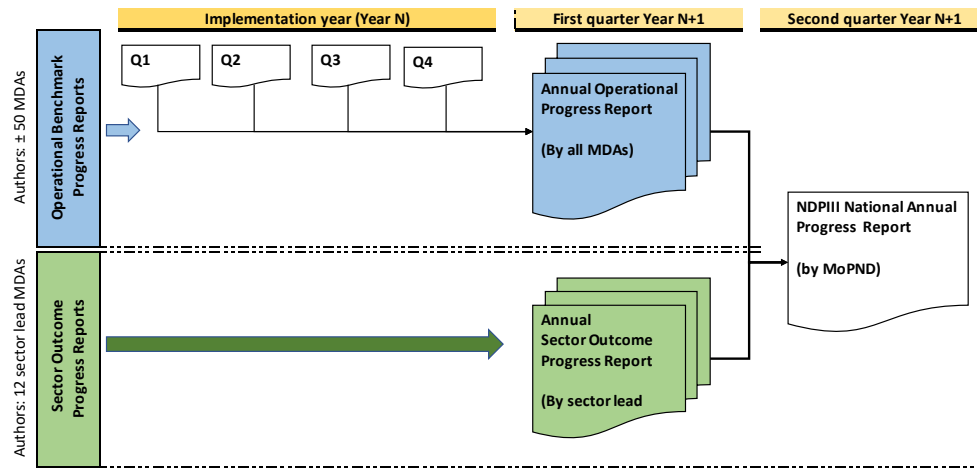 Implementation year (Year N)
First quarter Year N+1
Second quarter Year N+1
Authors: ± 50 MDAs
Operational Benchmark
Progress Reports
Q1
Q2
Q3
Q4
Annual Operational
Progress Report
(By all MDAs)
NDPIII National Annual
Progress Report
(by MoPND)
Authors: 12 sector lead MDAs
Sector Outcome
Progress Reports
Annual
Sector Outcome
Progress Report
(By sector lead